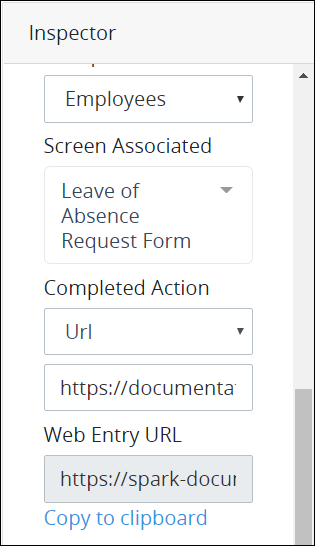 Inspector
Employees
Screen Associated
Leave of
Absence
Request Form
Completed Action
Url
https://documentat
Web Entry URL
https://spark-docur
Copy to clipboard